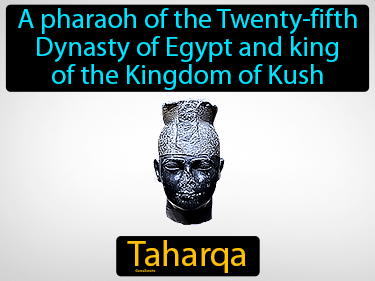 A pharaoh of the Twenty-fifth
Dynasty of Egypt and king
of the Kingdom of Kush
Taharqa